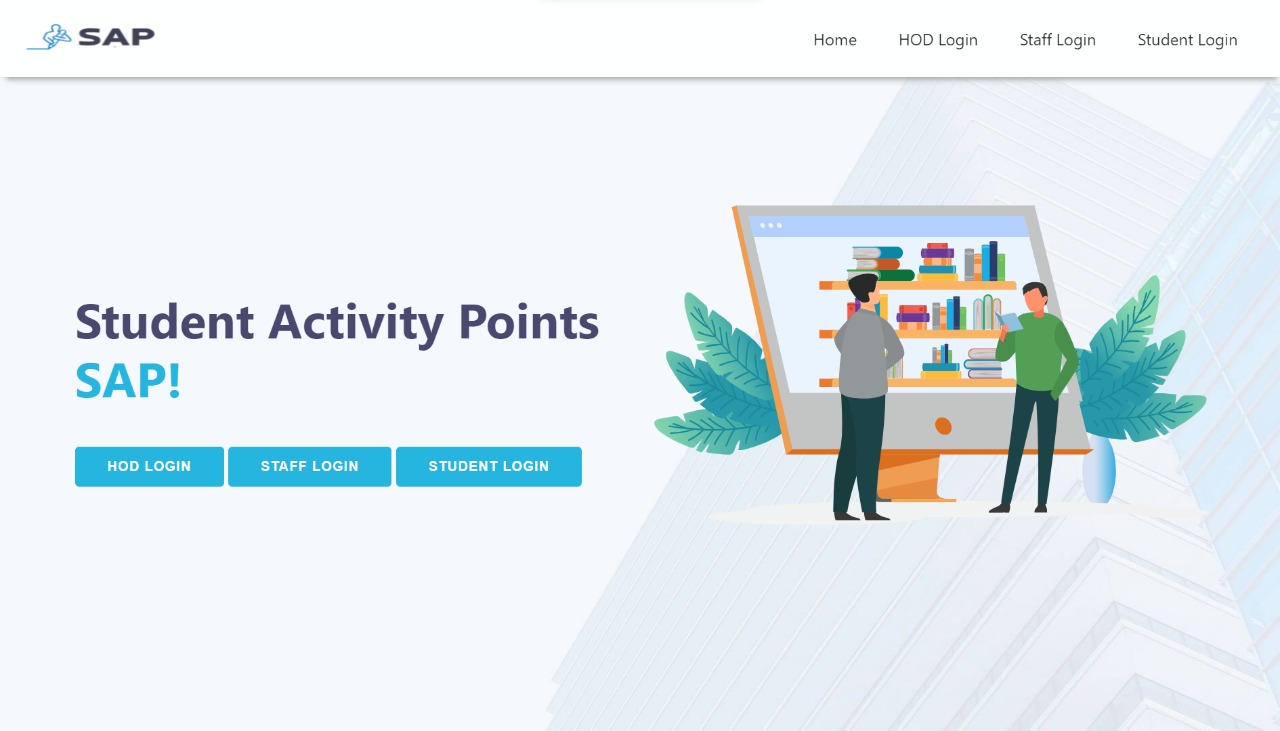 SAP
Home HOD Login Staff Login Student Login
Student Activity Points
SAP!
HOD LOGIN STAFF LOGIN STUDENT LOGIN